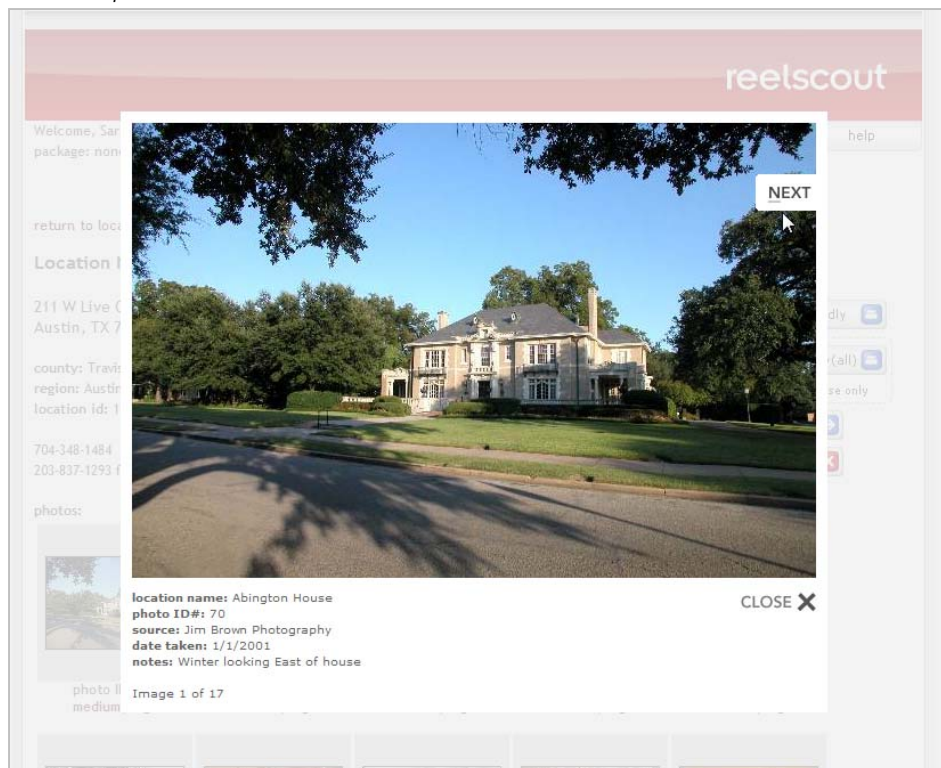 reelscout
Welcome, Sar
help
package: non
NEXT
return to loca
Location
211 W Live
Austin, TX 7
dly
county: Travis
(all)
region: Austin
se only
location id: 1
704-348-1484
203-837-1293 f
photos:
location name: Abington House
CLOSE X
photo ID#: 70
source: Jim Brown Photography
date taken: 1/1/2001
notes: Winter looking East of house
Image 1 of 17
photo I
medium